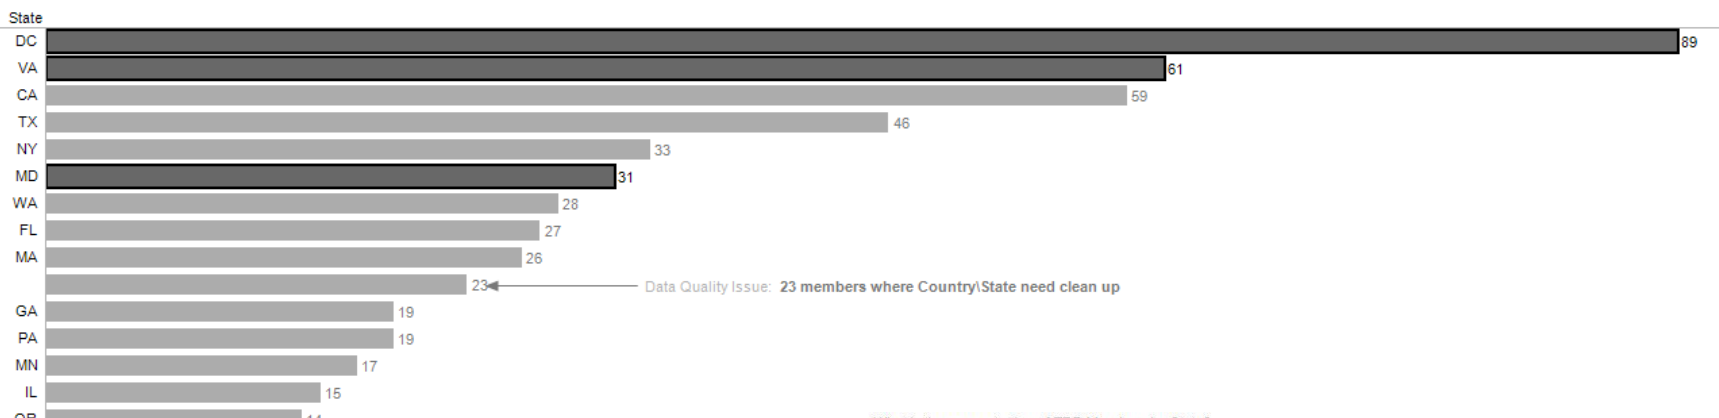 State
DC 89
VA 61
CA 59
TX 46
NY 33
MD 31
WA 28
FL 27
MA 26
23 Data Quality Issue: 23 members where Country\State need clean up
GA 19
PA 19
MN 17
IL 15